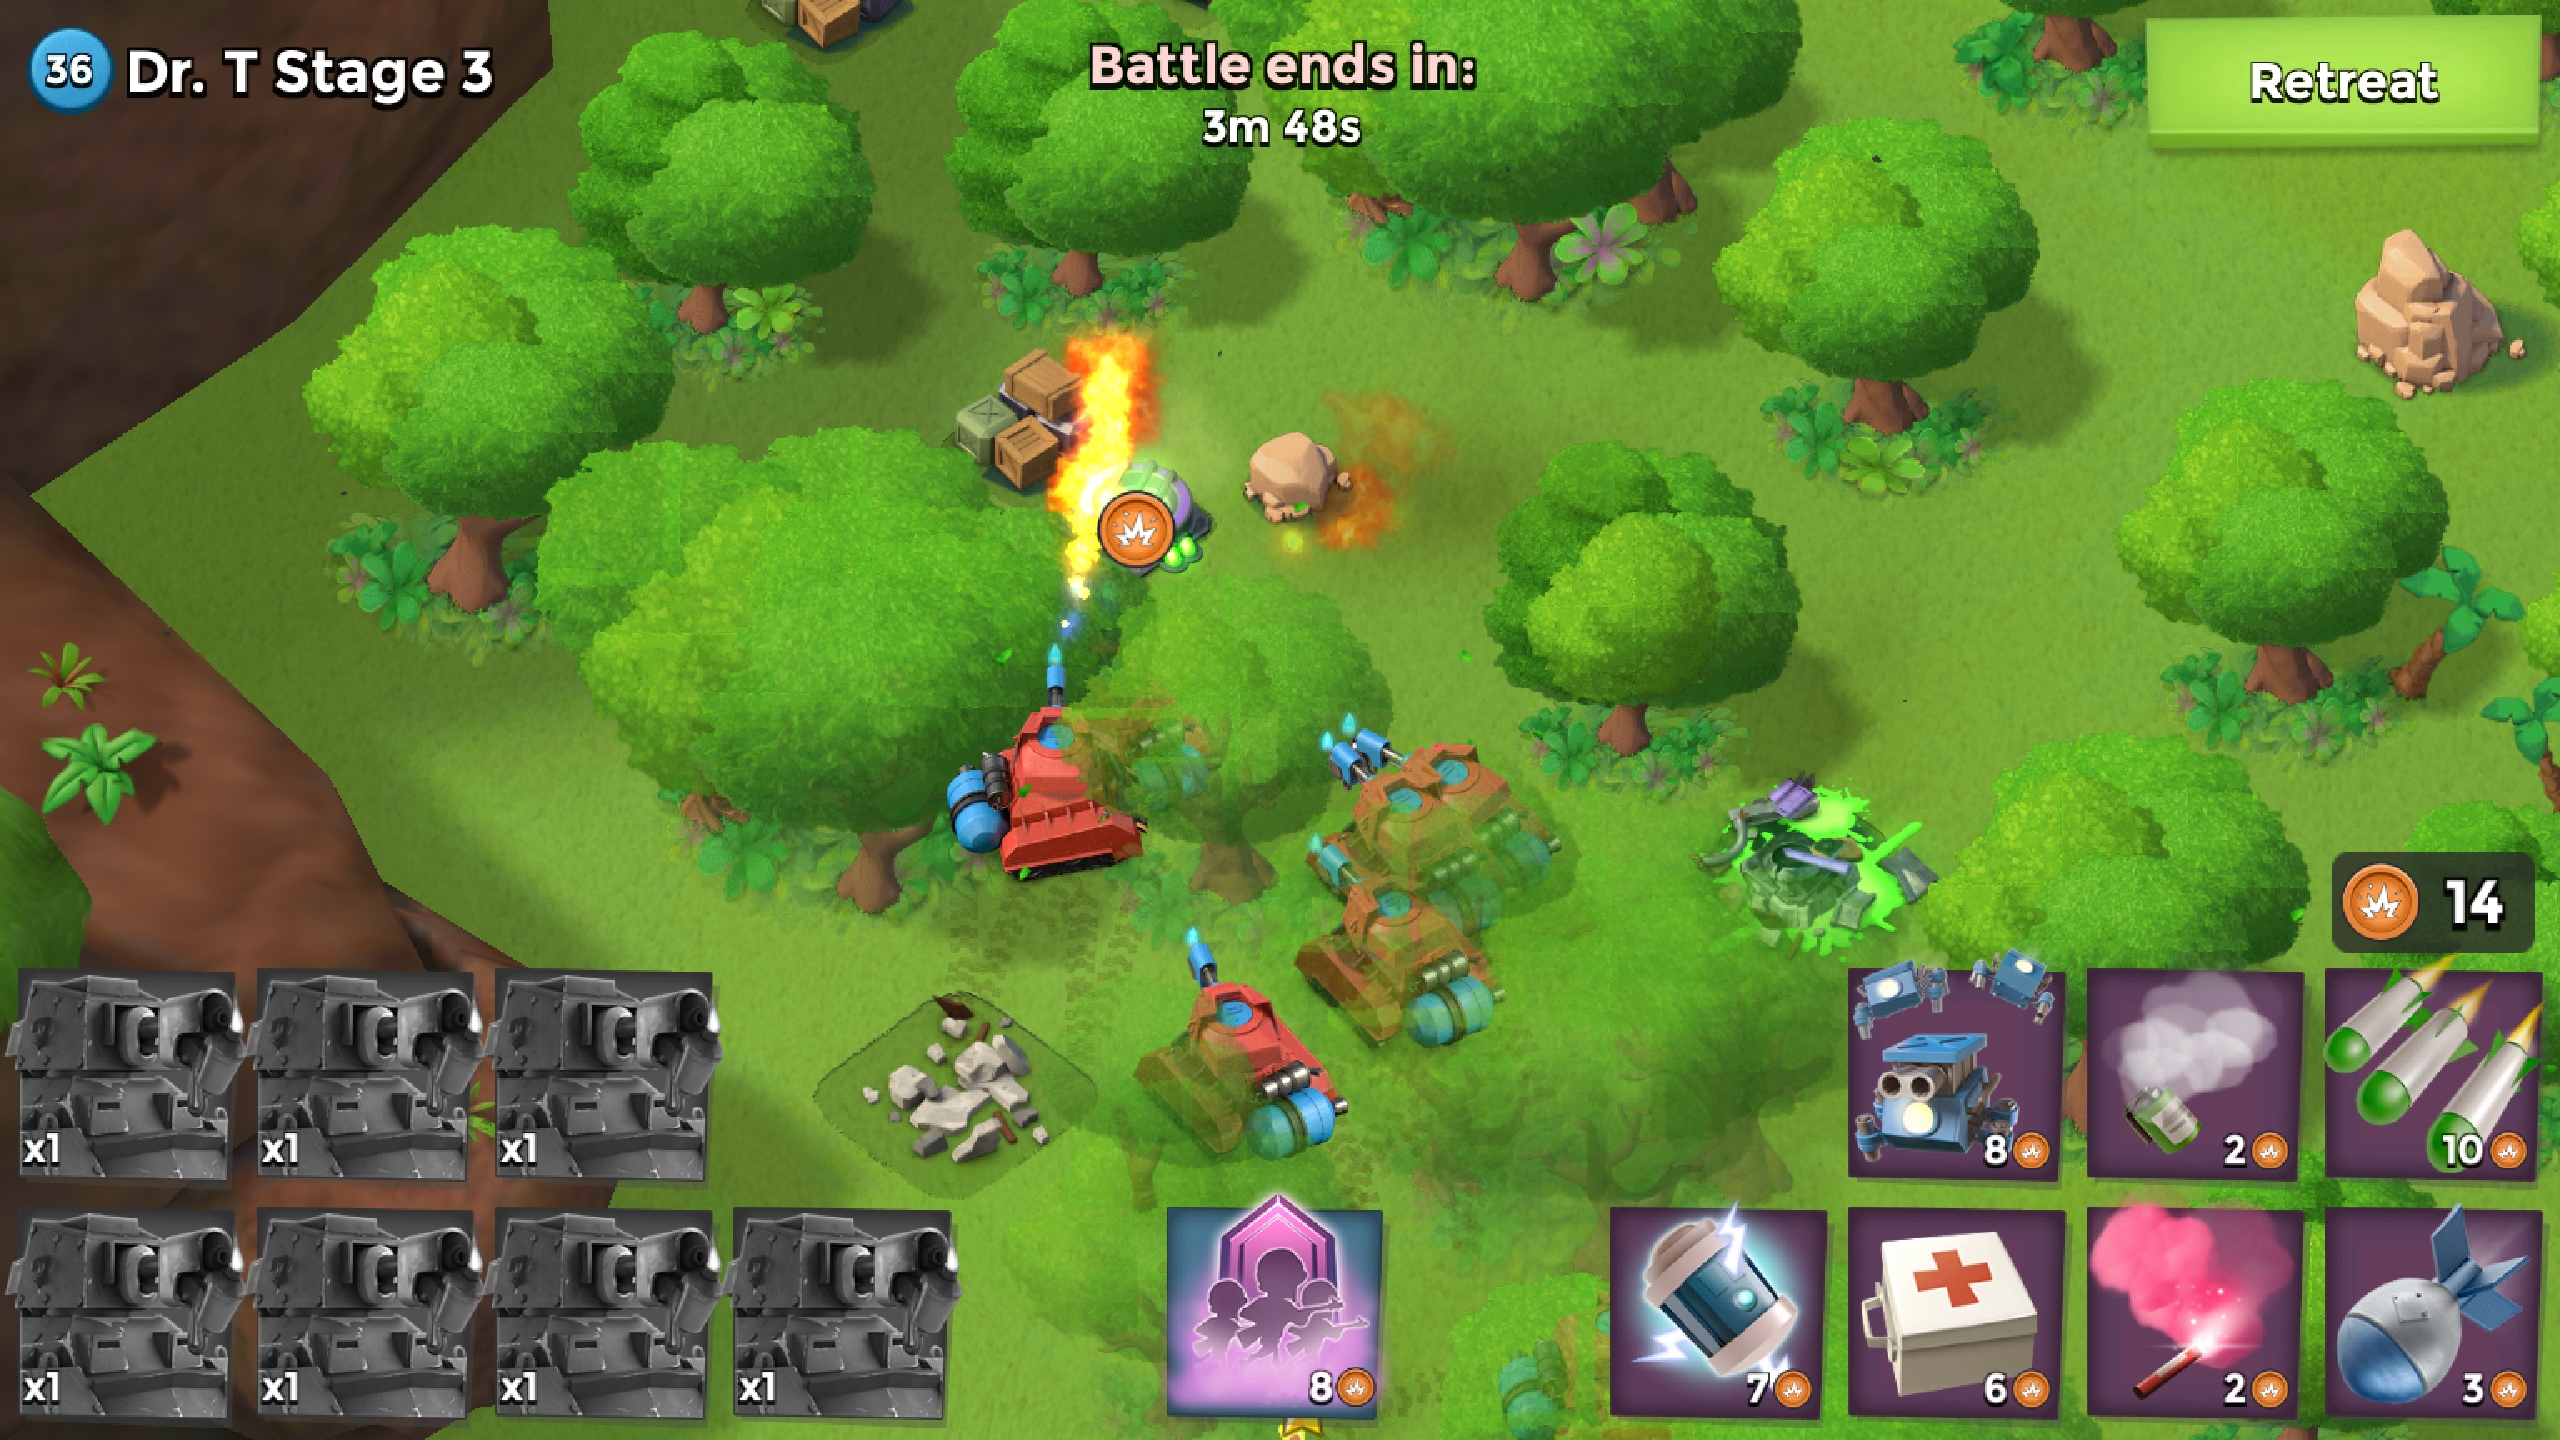 36 Dr. T Stage 3
Battle ends in:
3m 48s
Retreat
14
x1 x1 x1
8 2 10
x1 x1 x1 x1
8
7 6 2 3